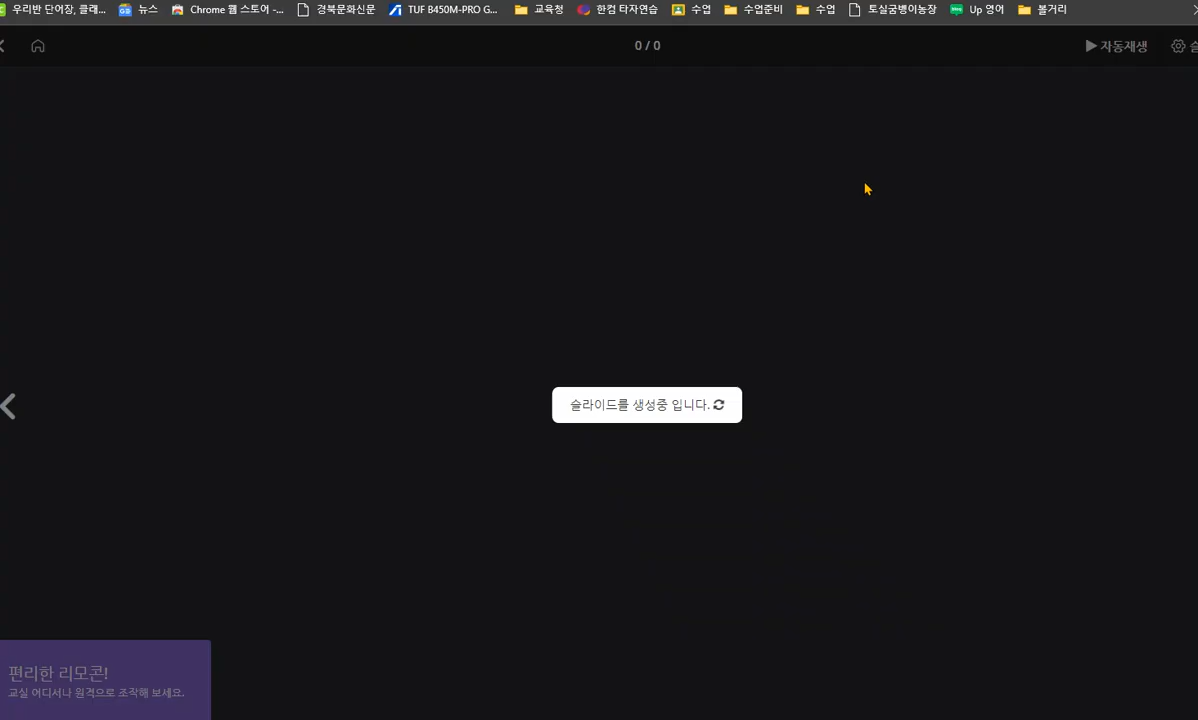 우리반 단어장, 클래... 뉴스 Chrome 웹 스토어 -... 경북문화신문 TUF B450M-PRO G... 교육청 한컴 타자연습 수업 수업준비 수업 토실굼벵이농장 Up 영어 볼거리
0 / 0 자동재생 슬
슬라이드를 생성중 입니다.
편리한 리모콘!
교실 어디서나 원격으로 조작해 보세요.